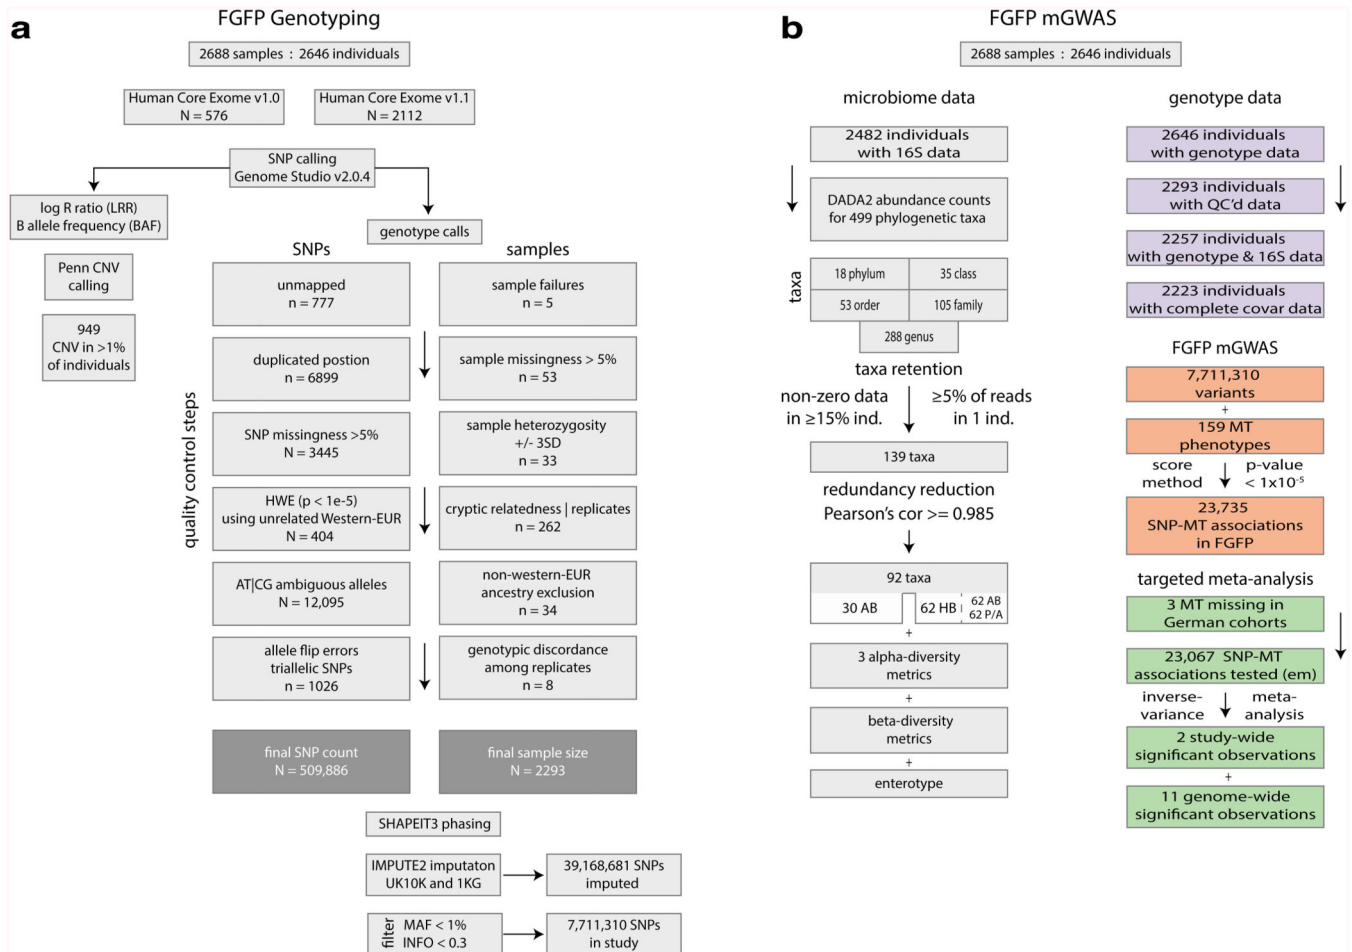 a
FGFP Genotyping
2688 samples : 2646 individuals
Human Core Exome v1.0
N = 576
Human Core Exome v1.1
N = 2112
SNP calling
Genome Studio v2.0.4
log R ratio (LRR)
B allele frequency (BAF)
genotype calls
Penn CNV
calling
949
CNV in >1%
of individuals
quality control steps
SNPs
samples
unmapped
n = 777
sample failures
n = 5
duplicated postion
n = 6899
sample missingness > 5%
n = 53
SNP missingness >5%
N = 3445
sample heterozygosity
+/- 3SD
n = 33
HWE (p < 1e-5)
using unrelated Western-EUR
N = 404
cryptic relatedness | replicates
n = 262
AT|CG ambiguous alleles
N = 12,095
non-western-EUR
ancestry exclusion
n = 34
allele flip errors
triallelic SNPs
n = 1026
genotypic discordance
among replicates
n = 8
final SNP count
N = 509,886
final sample size
N = 2293
SHAPEIT3 phasing
IMPUTE2 imputaton
UK10K and 1KG
39,168,681 SNPs
imputed
filter
MAF < 1%
INFO < 0.3
7,711,310 SNPs
in study
b
FGFP mGWAS
2688 samples : 2646 individuals
microbiome data
2482 individuals
with 16S data
DADA2 abundance counts
for 499 phylogenetic taxa
taxa
18 phylum
35 class
53 order
105 family
288 genus
taxa retention
non-zero data
in ≥15% ind.
≥5% of reads
in 1 ind.
139 taxa
redundancy reduction
Pearson's cor >= 0.985
92 taxa
30 AB
62 HB
62 AB
62 P/A
+
3 alpha-diversity
metrics
+
beta-diversity
metrics
+
enterotype
genotype data
2646 individuals
with genotype data
2293 individuals
with QC'd data
2257 individuals
with genotype & 16S data
2223 individuals
with complete covar data
FGFP mGWAS
7,711,310
variants
+
159 MT
phenotypes
score
method
p-value
< 1x10⁻⁵
23,735
SNP-MT associations
in FGFP
targeted meta-analysis
3 MT missing in
German cohorts
23,067 SNP-MT
associations tested (em)
inverse-
variance
meta-
analysis
2 study-wide
significant observations
+
11 genome-wide
significant observations